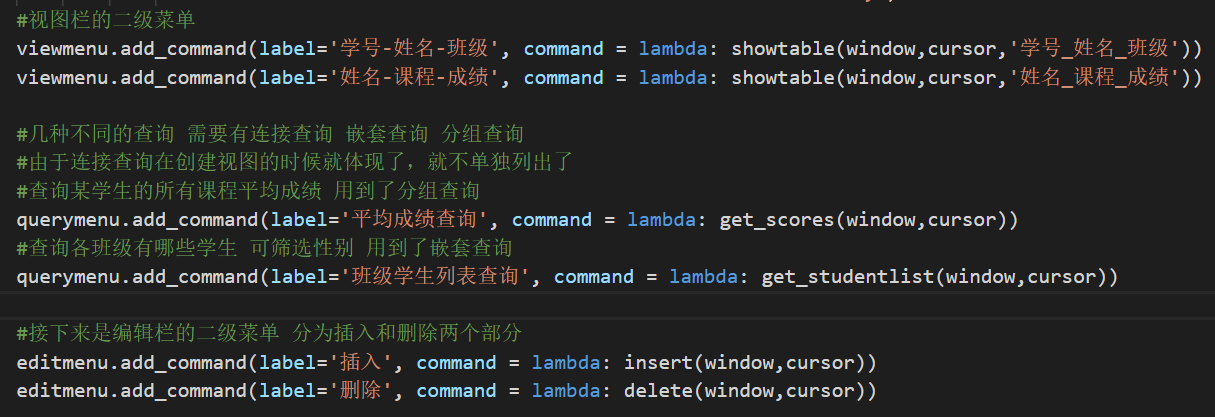 #视图栏的二级菜单
viewmenu.add_command(label='学号-姓名-班级', command = lambda: showtable(window,cursor,'学号_姓名_班级'))
viewmenu.add_command(label='姓名-课程-成绩', command = lambda: showtable(window,cursor,'姓名_课程_成绩'))
#几种不同的查询 需要有连接查询 嵌套查询 分组查询
#由于连接查询在创建视图的时候就体现了，就不单独列出了
#查询某学生的所有课程平均成绩 用到了分组查询
querymenu.add_command(label='平均成绩查询', command = lambda: get_scores(window,cursor))
#查询各班级有哪些学生 可筛选性别 用到了嵌套查询
querymenu.add_command(label='班级学生列表查询', command = lambda: get_studentlist(window,cursor))
#接下来是编辑栏的二级菜单 分为插入和删除两个部分
editmenu.add_command(label='插入', command = lambda: insert(window,cursor))
editmenu.add_command(label='删除', command = lambda: delete(window,cursor))